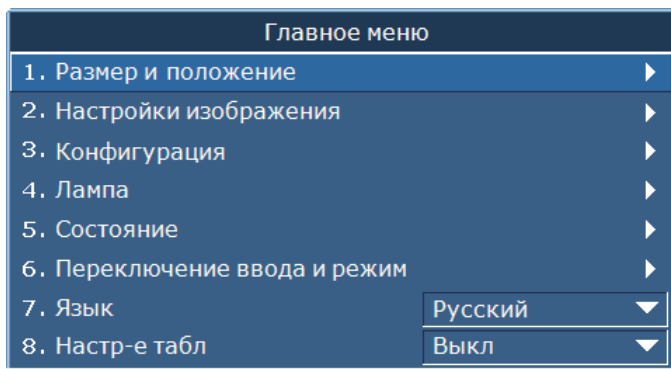 Главное меню
1. Размер и положение
2. Настройки изображения
3. Конфигурация
4. Лампа
5. Состояние
6. Переключение ввода и режим
7. Язык Русский
8. Настр-е табл Выкл